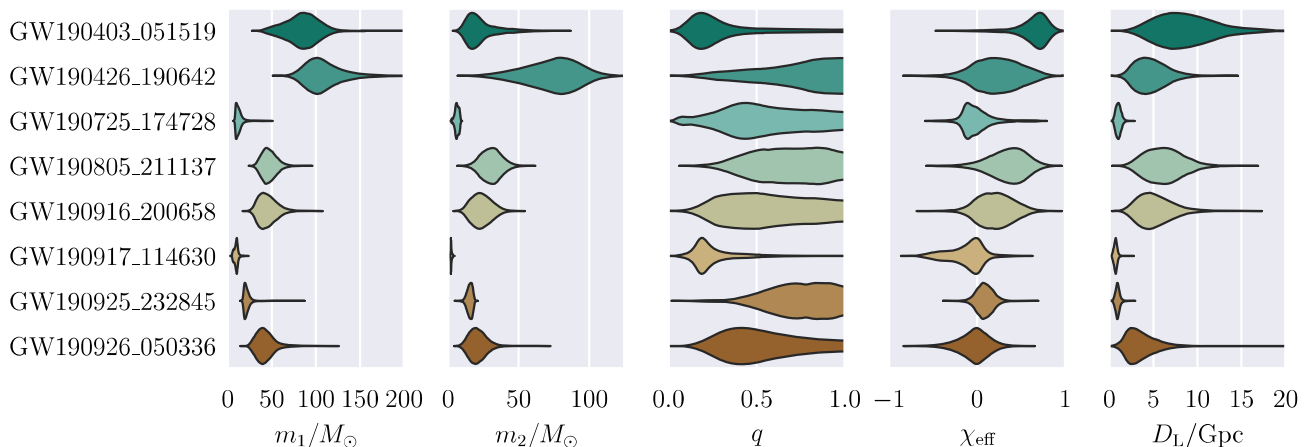 GW190403_051519
GW190426_190642
GW190725_174728
GW190805_211137
GW190916_200658
GW190917_114630
GW190925_232845
GW190926_050336
0 50 100 150 200 0 50 100 0.0 0.5 1.0 −1 0 1 0 5 10 15 20
m₁/M⊙ m₂/M⊙ q χeff DL/Gpc